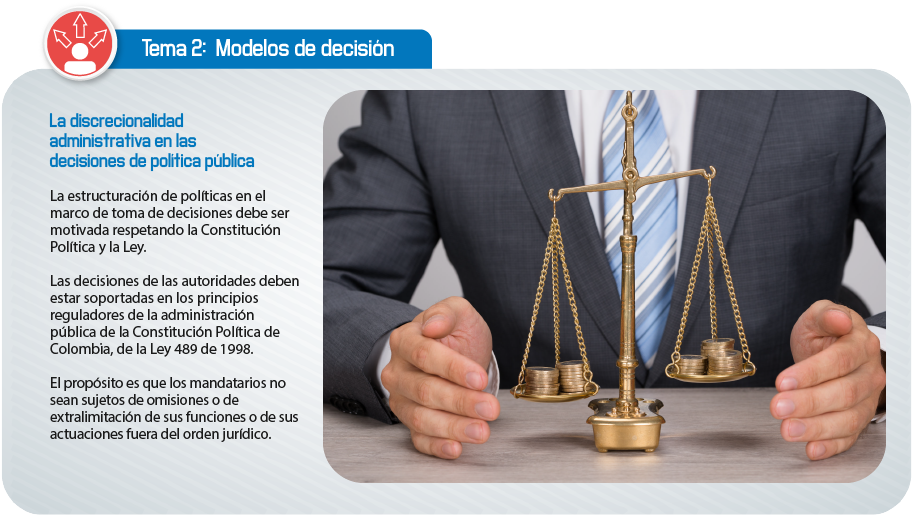 Tema 2: Modelos de decisión
La discrecionalidad
administrativa en las
decisiones de política pública
La estructuración de políticas en el
marco de toma de decisiones debe ser
motivada respetando la Constitución
Política y la Ley.
Las decisiones de las autoridades deben
estar soportadas en los principios
reguladores de la administración
pública de la Constitución Política de
Colombia, de la Ley 489 de 1998.
El propósito es que los mandatarios no
sean sujetos de omisiones o de
extralimitación de sus funciones o de sus
actuaciones fuera del orden jurídico.